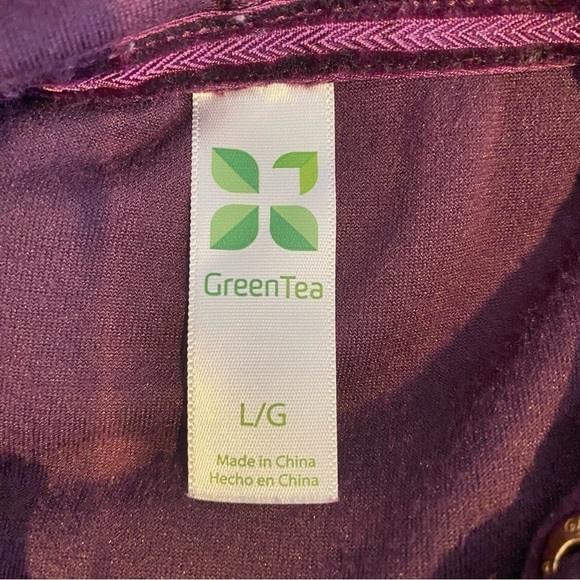 GreenTea
L/G
Made in China
Hecho en China